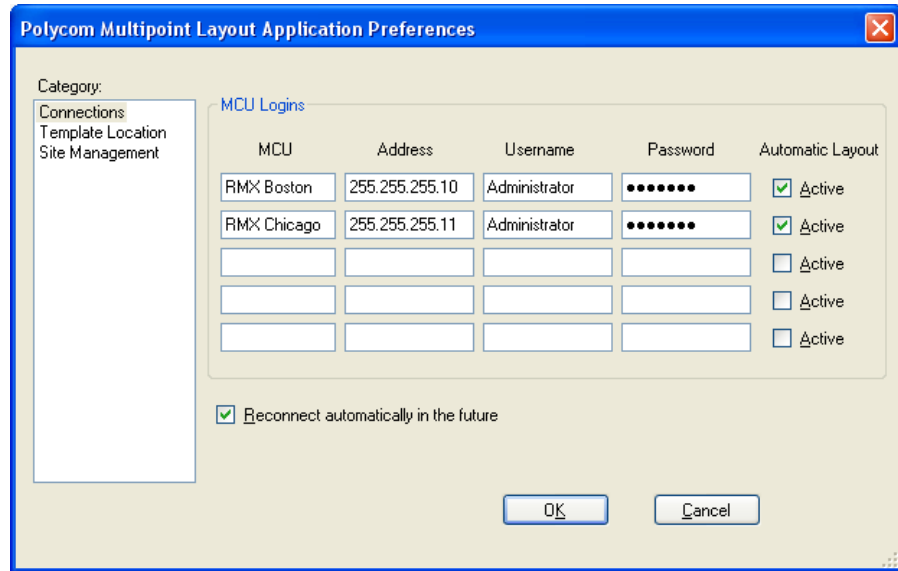 Polycom Multipoint Layout Application Preferences
Category:
Connections
Template Location
Site Management
MCU Logins
MCU Address Username Password Automatic Layout
RMX Boston 255.255.255.10 Administrator ●●●●●●● Active
RMX Chicago 255.255.255.11 Administrator ●●●●●●● Active
Active
Active
Active
Reconnect automatically in the future
OK Cancel